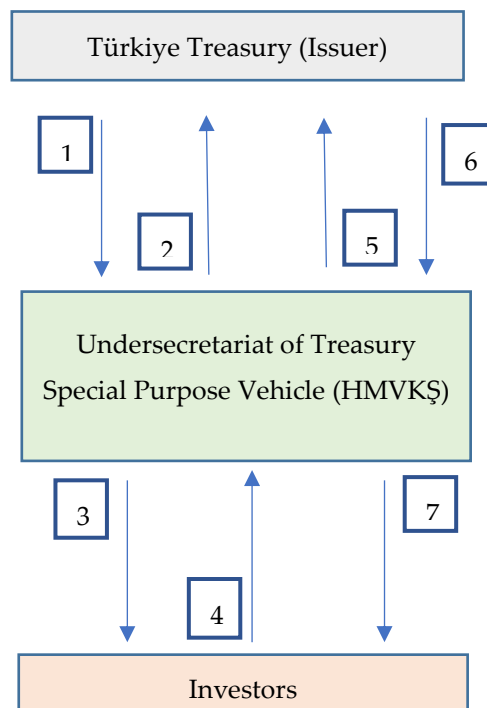 Türkiye Treasury (Issuer)
1
2
5
6
Undersecretariat of Treasury
Special Purpose Vehicle (HMVKŞ)
3
4
7
Investors